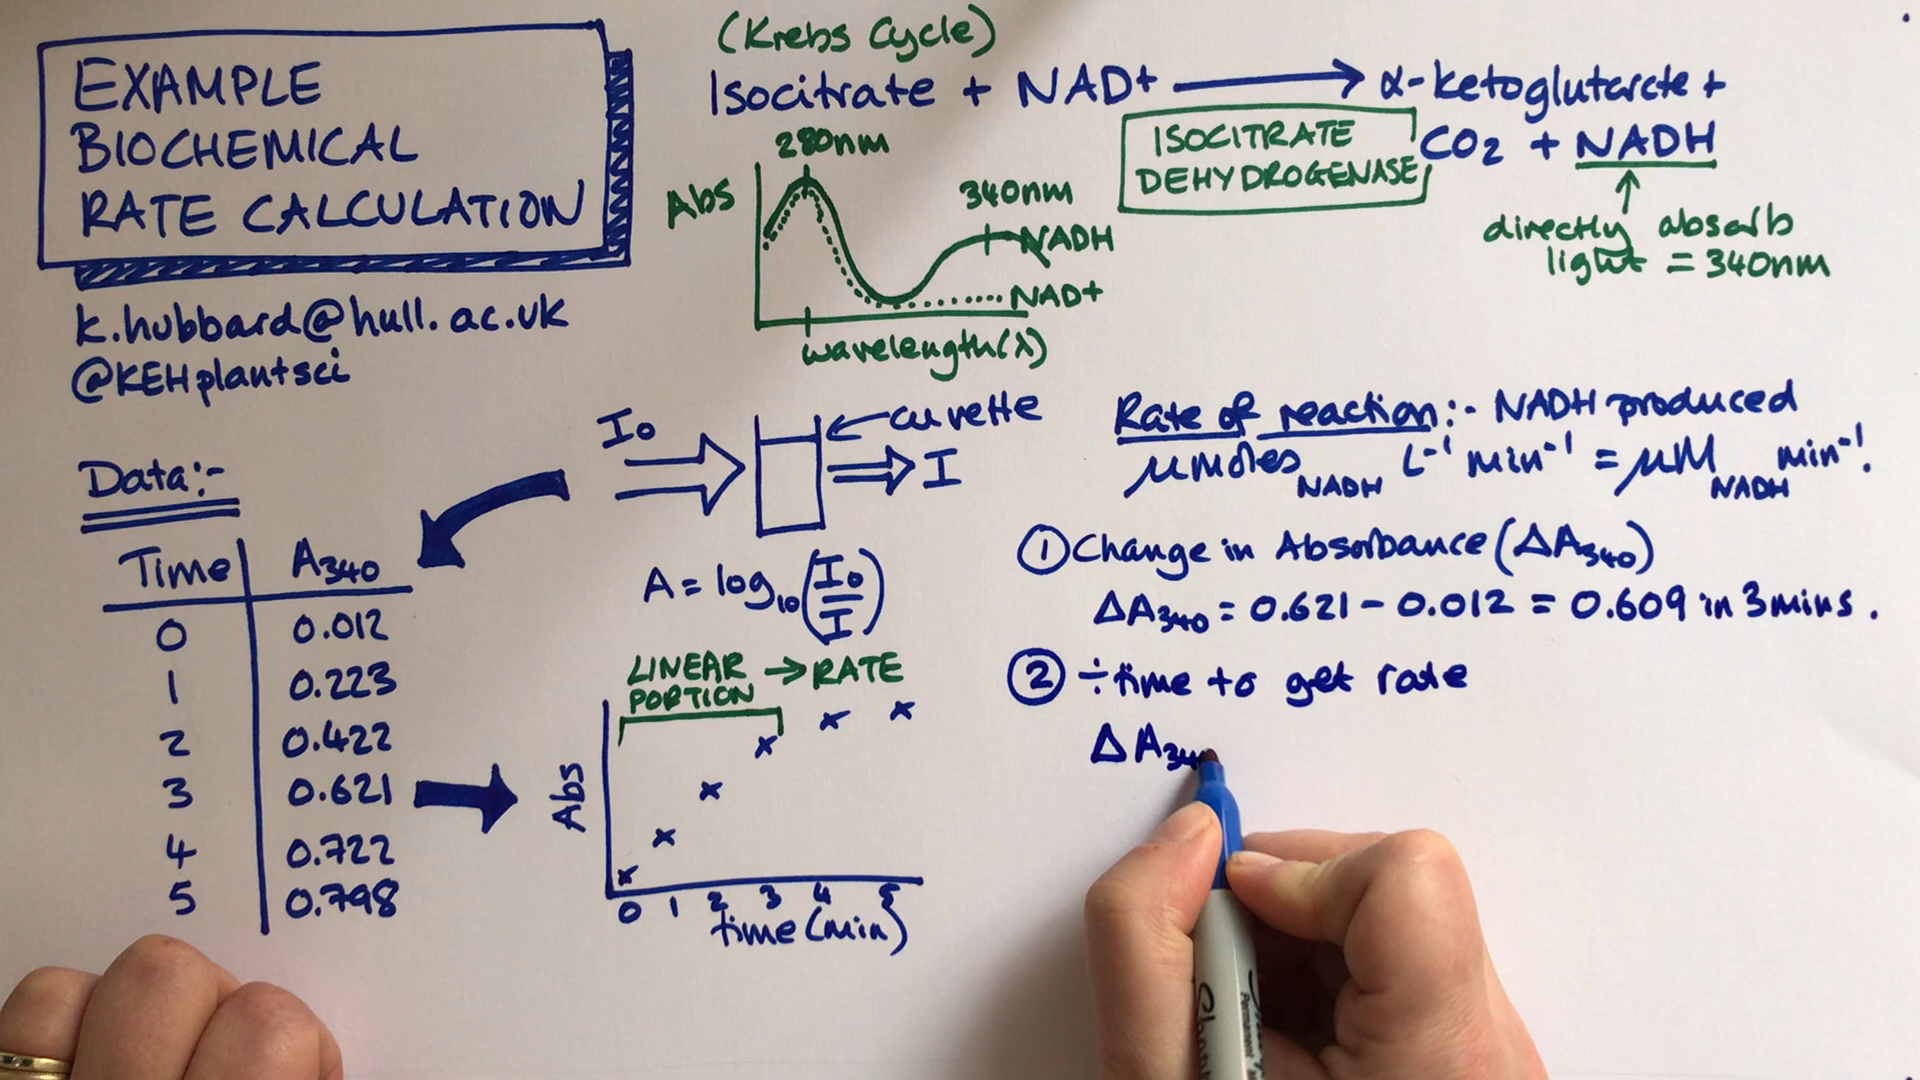 EXAMPLE
BIOCHEMICAL
RATE CALCULATION
k.hubbard@hull.ac.uk
@KEHplantsci
(Krebs Cycle)
Isocitrate + NAD+ → α-ketoglutarate +
CO2 + NADH
ISOCITRATE
DEHYDROGENASE
directly absorb
light = 340nm
280nm
Abs
340nm
NADH
NAD+
wavelength(λ)
Data:-
Time A340
0 0.012
1 0.223
2 0.422
3 0.621
4 0.722
5 0.798
I0
cuvette
I
A = log10(I0/I)
LINEAR → RATE
PORTION
Abs
0 1 2 3 4 5
time (min)
Rate of reaction:- NADH produced
μmoles NADH L-1 min-1 = μM NADH min-1.
① Change in Absorbance (ΔA340)
ΔA340 = 0.621 - 0.012 = 0.609 in 3 mins.
② ÷ time to get rate
ΔA34
Permanent